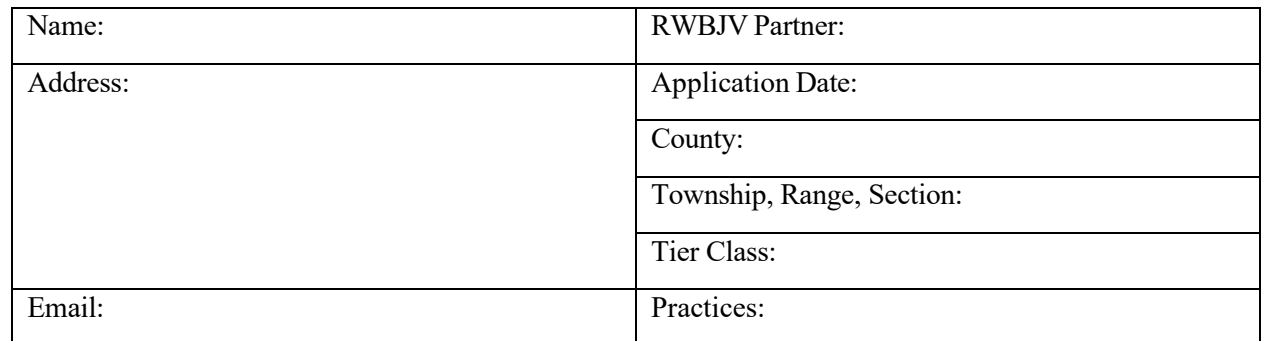 Name:
RWBJV Partner:
Address:
Application Date:
County:
Township, Range, Section:
Tier Class:
Email:
Practices: